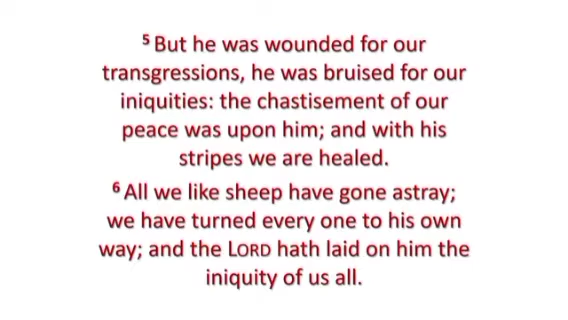 ⁵ But he was wounded for our
transgressions, he was bruised for our
iniquities: the chastisement of our
peace was upon him; and with his
stripes we are healed.
⁶ All we like sheep have gone astray;
we have turned every one to his own
way; and the LORD hath laid on him the
iniquity of us all.